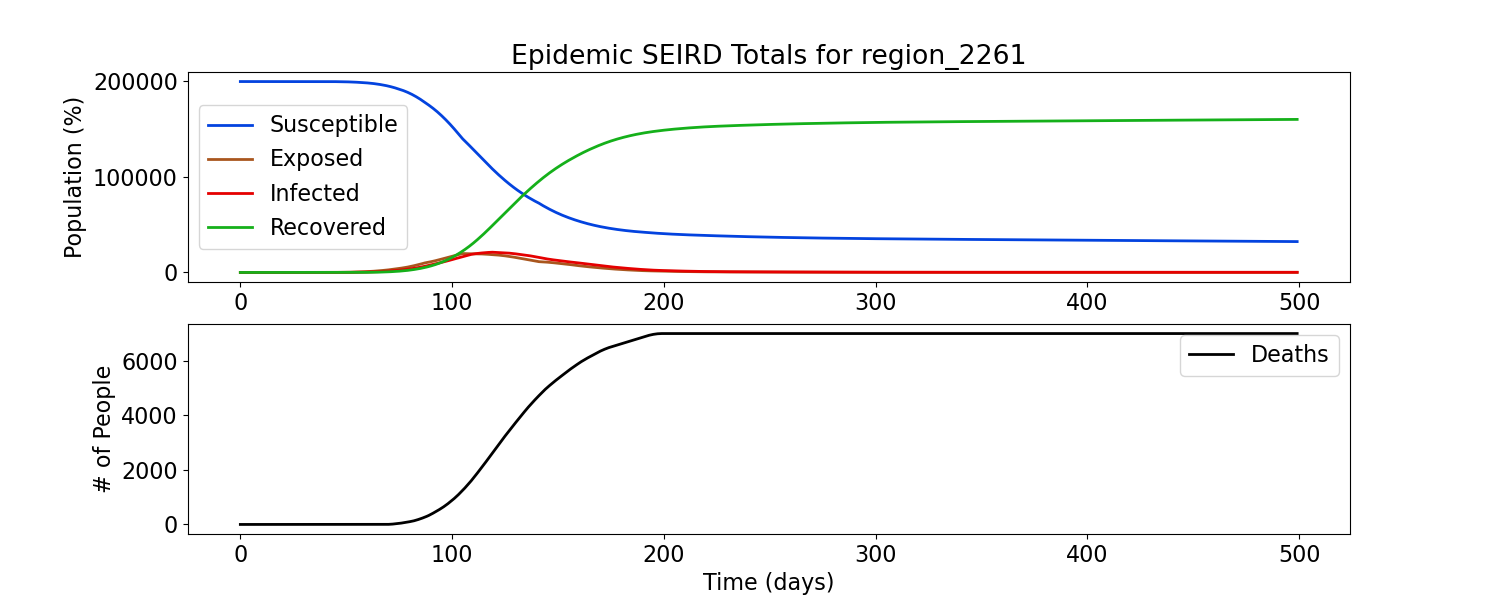 Epidemic SEIRD Totals for region_2261
Population (%)
200000
100000
0
Susceptible
Exposed
Infected
Recovered
0 100 200 300 400 500
# of People
6000
4000
2000
0
Deaths
0 100 200 300 400 500
Time (days)